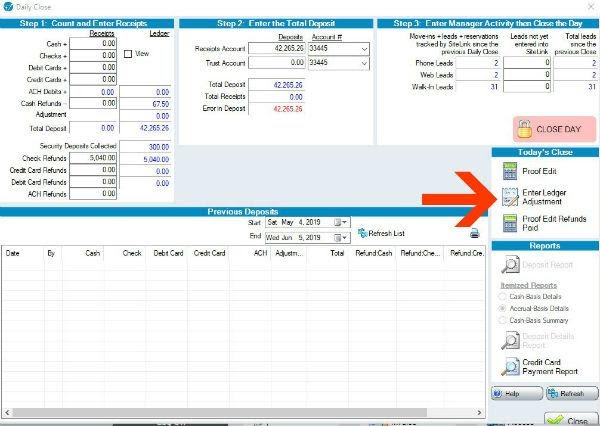 Daily Close
Step 1: Count and Enter Receipts
Receipts Ledger
Cash + 0.00
Checks + 0.00 View
Debit Cards + 0.00
Credit Cards + 0.00
ACH Debits + 0.00 0.00
Cash Refunds - 0.00 67.50
Adjustment 0.00
Total Deposit 0.00 42,265.26
Security Deposits Collected 300.00
Check Refunds 5,040.00 5,040.00
Credit Card Refunds 0.00 0.00
Debit Card Refunds 0.00 0.00
ACH Refunds 0.00
Step 2: Enter the Total Deposit
Deposits Account #
Receipts Account 42,265.26 33445
Trust Account 0.00 33445
Total Deposit 42,265.26
Total Receipts 0.00
Error in Deposit 42,265.26
Step 3: Enter Manager Activity then Close the Day
Move-ins + leads + reservations tracked by SiteLink since the previous Daily Close
Leads not yet entered into SiteLink
Total leads since the previous Close
Phone Leads 2 0 2
Web Leads 2 0 2
Walk-In Leads 31 0 31
CLOSE DAY
Today's Close
Proof Edit
Enter Ledger
Adjustment
Proof Edit Refunds
Paid
Previous Deposits
Start Sat May 4, 2019
End Wed Jun 5, 2019
Refresh List
Date By Cash Check Debit Card Credit Card ACH Adjustm... Total Refund:Cash Refund:Che... Refund:Cre.
Reports
Deposit Report
Itemized Reports
Cash-Basis Details
Accrual-Basis Details
Cash-Basis Summary
Deposit Details
Report
Credit Card
Payment Report
Help Refresh
Close